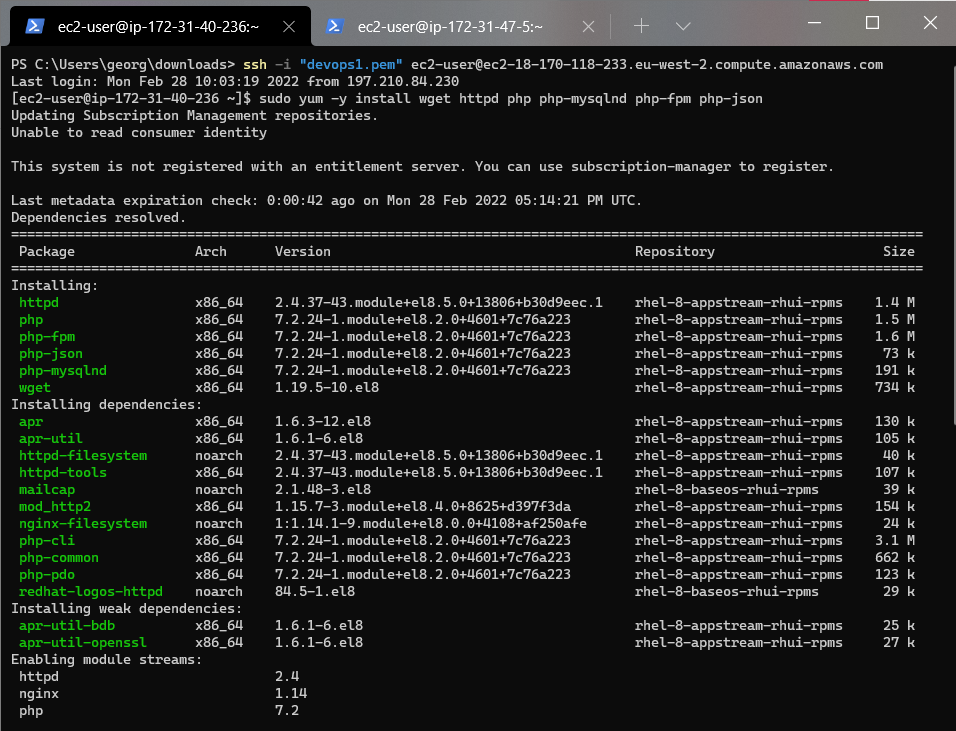 ec2-user@ip-172-31-40-236:~ ec2-user@ip-172-31-47-5:~
PS C:\Users\georg\downloads> ssh -i "devops1.pem" ec2-user@ec2-18-170-118-233.eu-west-2.compute.amazonaws.com
Last login: Mon Feb 28 10:03:19 2022 from 197.210.84.230
[ec2-user@ip-172-31-40-236 ~]$ sudo yum -y install wget httpd php php-mysqlnd php-fpm php-json
Updating Subscription Management repositories.
Unable to read consumer identity
This system is not registered with an entitlement server. You can use subscription-manager to register.
Last metadata expiration check: 0:00:42 ago on Mon 28 Feb 2022 05:14:21 PM UTC.
Dependencies resolved.
==================================================================================================================
Package Arch Version Repository Size
==================================================================================================================
Installing:
httpd x86_64 2.4.37-43.module+el8.5.0+13806+b30d9eec.1 rhel-8-appstream-rhui-rpms 1.4 M
php x86_64 7.2.24-1.module+el8.2.0+4601+7c76a223 rhel-8-appstream-rhui-rpms 1.5 M
php-fpm x86_64 7.2.24-1.module+el8.2.0+4601+7c76a223 rhel-8-appstream-rhui-rpms 1.6 M
php-json x86_64 7.2.24-1.module+el8.2.0+4601+7c76a223 rhel-8-appstream-rhui-rpms 73 k
php-mysqlnd x86_64 7.2.24-1.module+el8.2.0+4601+7c76a223 rhel-8-appstream-rhui-rpms 191 k
wget x86_64 1.19.5-10.el8 rhel-8-appstream-rhui-rpms 734 k
Installing dependencies:
apr x86_64 1.6.3-12.el8 rhel-8-appstream-rhui-rpms 130 k
apr-util x86_64 1.6.1-6.el8 rhel-8-appstream-rhui-rpms 105 k
httpd-filesystem noarch 2.4.37-43.module+el8.5.0+13806+b30d9eec.1 rhel-8-appstream-rhui-rpms 40 k
httpd-tools x86_64 2.4.37-43.module+el8.5.0+13806+b30d9eec.1 rhel-8-appstream-rhui-rpms 107 k
mailcap noarch 2.1.48-3.el8 rhel-8-baseos-rhui-rpms 39 k
mod_http2 x86_64 1.15.7-3.module+el8.4.0+8625+d397f3da rhel-8-appstream-rhui-rpms 154 k
nginx-filesystem noarch 1:1.14.1-9.module+el8.0.0+4108+af250afe rhel-8-appstream-rhui-rpms 24 k
php-cli x86_64 7.2.24-1.module+el8.2.0+4601+7c76a223 rhel-8-appstream-rhui-rpms 3.1 M
php-common x86_64 7.2.24-1.module+el8.2.0+4601+7c76a223 rhel-8-appstream-rhui-rpms 662 k
php-pdo x86_64 7.2.24-1.module+el8.2.0+4601+7c76a223 rhel-8-appstream-rhui-rpms 123 k
redhat-logos-httpd noarch 84.5-1.el8 rhel-8-baseos-rhui-rpms 29 k
Installing weak dependencies:
apr-util-bdb x86_64 1.6.1-6.el8 rhel-8-appstream-rhui-rpms 25 k
apr-util-openssl x86_64 1.6.1-6.el8 rhel-8-appstream-rhui-rpms 27 k
Enabling module streams:
httpd 2.4
nginx 1.14
php 7.2